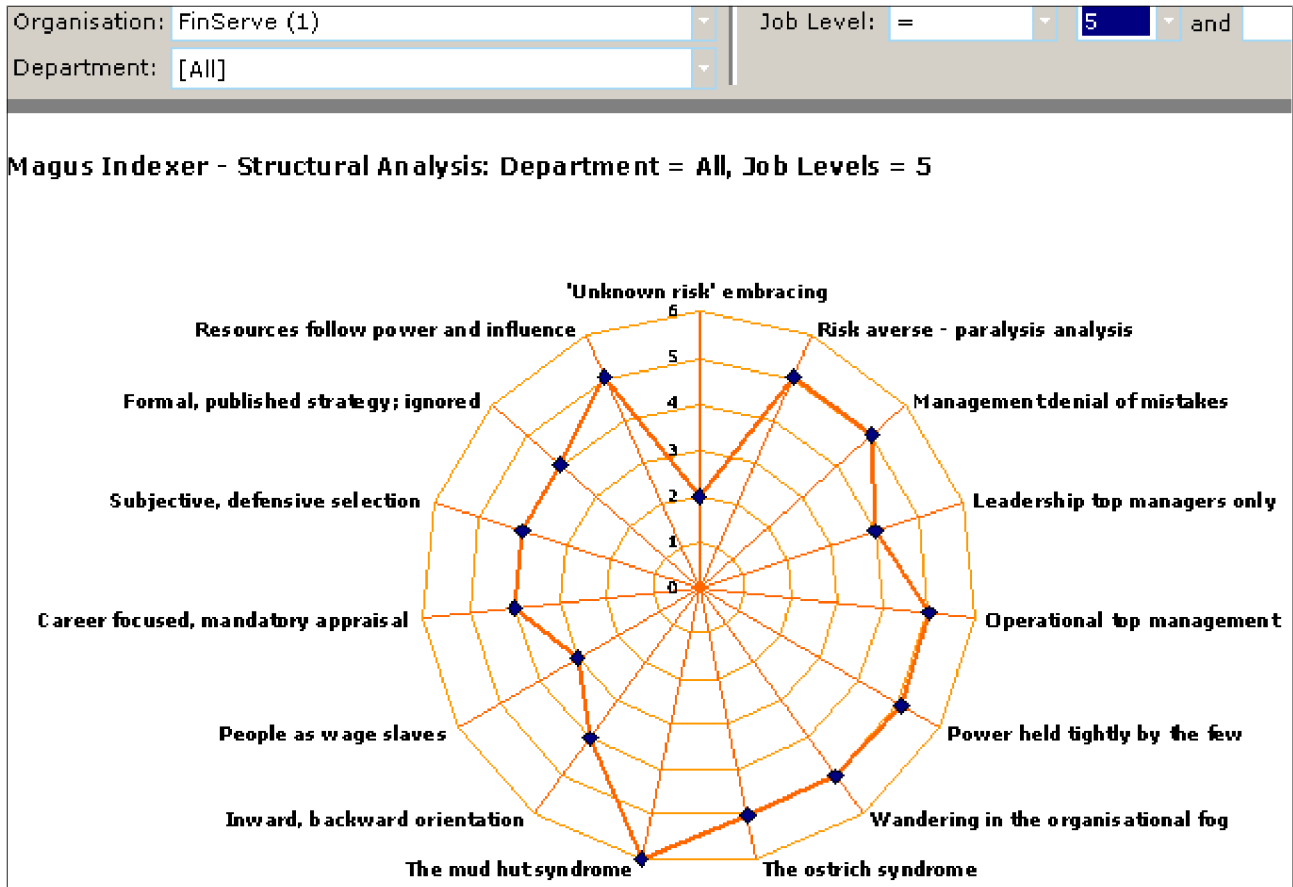 Organisation: FinServe (1) Job Level: = 5 and
Department: [All]
Magus Indexer - Structural Analysis: Department = All, Job Levels = 5
'Unknown risk' embracing
6
Resources follow power and influence
Risk averse - paralysis analysis
5
Formal, published strategy; ignored
4
Management denial of mistakes
3
Subjective, defensive selection
2
Leadership top managers only
1
0
Career focused, mandatory appraisal
Operational top management
People as wage slaves
Power held tightly by the few
Inward, backward orientation
Wandering in the organisational fog
The mud hut syndrome
The ostrich syndrome